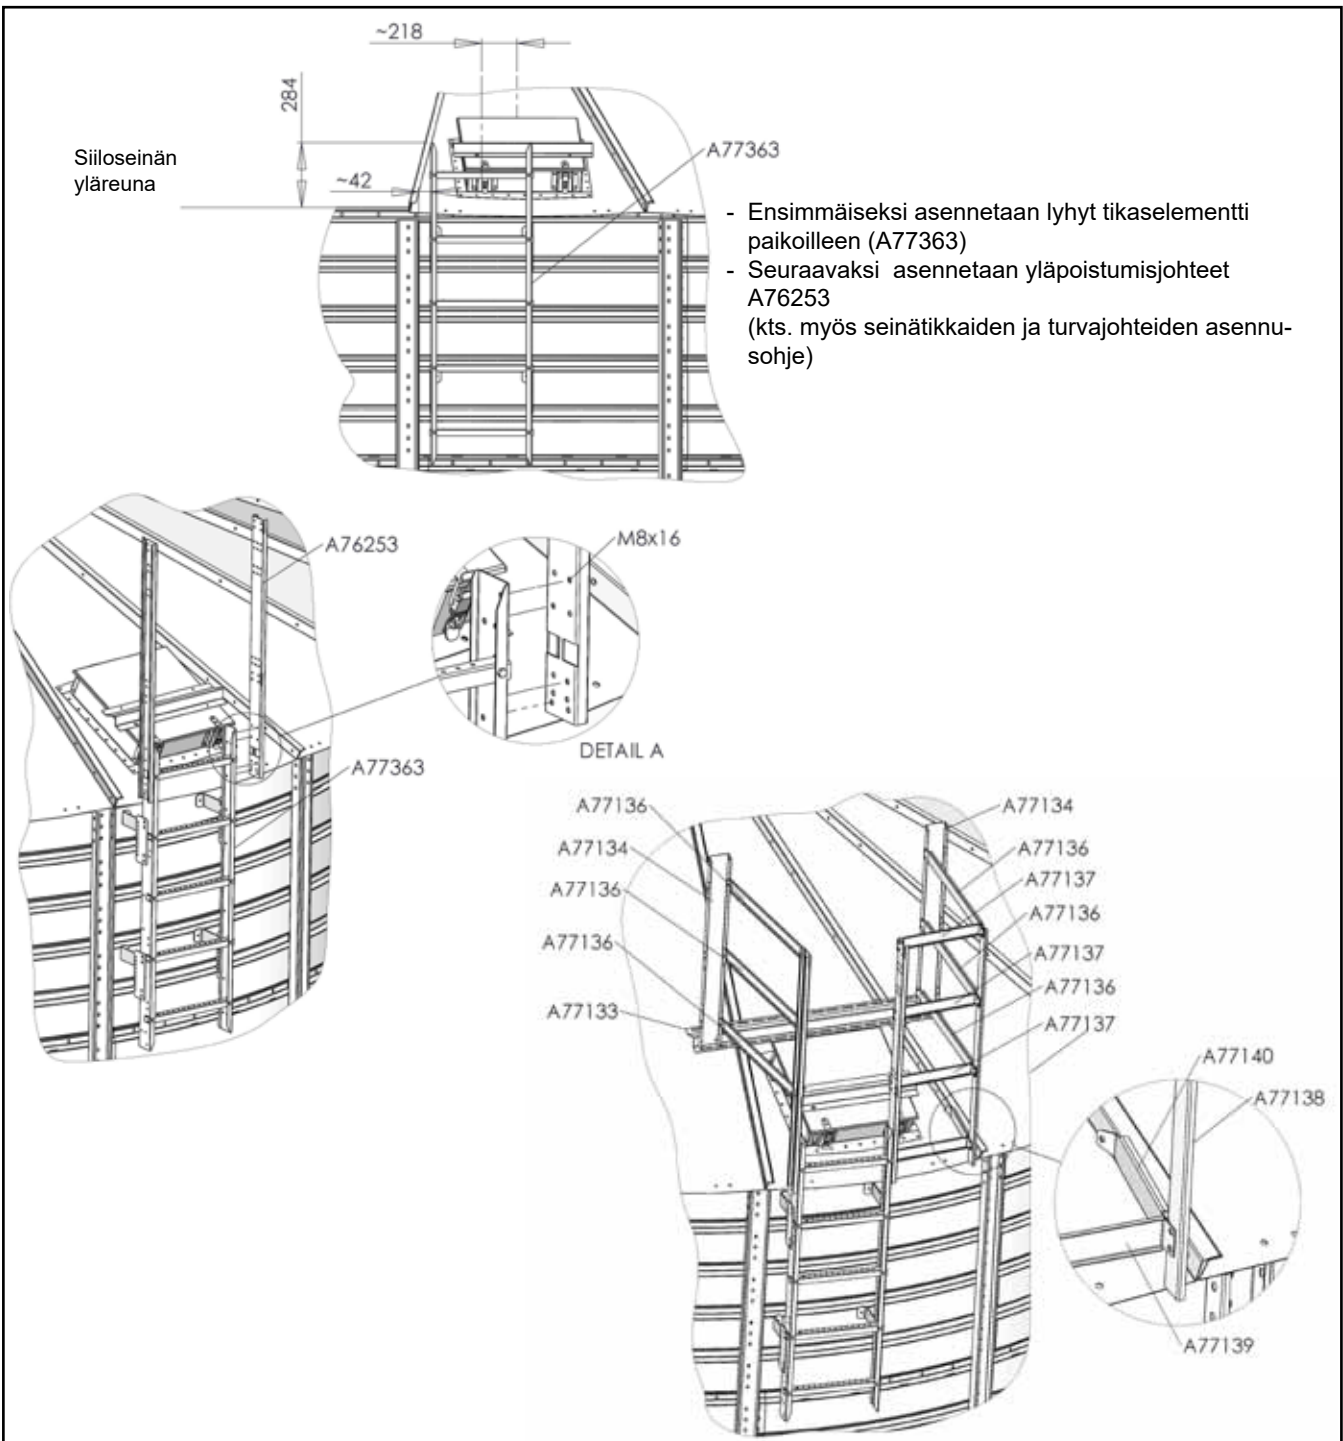 ~218
284
Siiloseinän
yläreuna
~42
A77363
- Ensimmäiseksi asennetaan lyhyt tikaselementti
paikoilleen (A77363)
- Seuraavaksi asennetaan yläpoistumisjohteet
A76253
(kts. myös seinätikkaiden ja turvajohteiden asennu-
sohje)
A76253
M8x16
DETAIL A
A77363
A77136
A77134
A77136
A77136
A77133
A77134
A77136
A77137
A77136
A77137
A77136
A77137
A77140
A77138
A77139